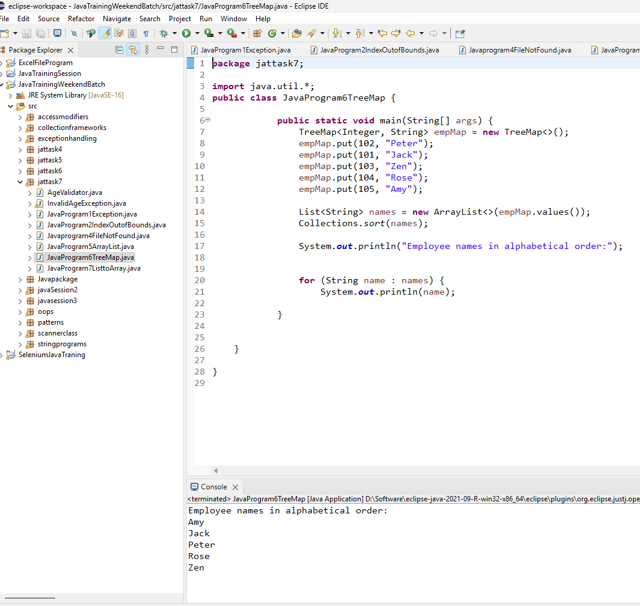 eclipse-workspace - JavaTrainingWeekendBatch/src/jattask7/JavaProgram6TreeMap.java - Eclipse IDE
File Edit Source Refactor Navigate Search Project Run Window Help
Package Explorer
ExcelFileProgram
JavaTrainingSession
JavaTrainingWeekendBatch
JRE System Library [JavaSE-16]
src
accessmodifiers
collectionframeworks
exceptionhandling
jattask4
jattask5
jattask6
jattask7
AgeValidator.java
InvalidAgeException.java
JavaProgram1Exception.java
JavaProgram2IndexOutofBounds.java
Javaprogram4FileNotFound.java
JavaProgram5ArrayList.java
JavaProgram6TreeMap.java
JavaProgram7ListtoArray.java
Javapackage
javaSession2
javasession3
oops
patterns
scannerclass
stringprograms
SeleniumJavaTraning
JavaProgram1Exception.java JavaProgram2IndexOutofBounds.java Javaprogram4FileNotFound.java JavaProgra
1 package jattask7;
2
3 import java.util.*;
4 public class JavaProgram6TreeMap {
5
6 public static void main(String[] args) {
7 TreeMap<Integer, String> empMap = new TreeMap<>();
8 empMap.put(102, "Peter");
9 empMap.put(101, "Jack");
10 empMap.put(103, "Zen");
11 empMap.put(104, "Rose");
12 empMap.put(105, "Amy");
13
14 List<String> names = new ArrayList<>(empMap.values());
15 Collections.sort(names);
16
17 System.out.println("Employee names in alphabetical order:");
18
19
20 for (String name : names) {
21 System.out.println(name);
22
23 }
24
25
26 }
27
28 }
29
Console
<terminated> JavaProgram6TreeMap [Java Application] D:\Software\eclipse-java-2021-09-R-win32-x86_64\eclipse\plugins\org.eclipse.justj.ope
Employee names in alphabetical order:
Amy
Jack
Peter
Rose
Zen